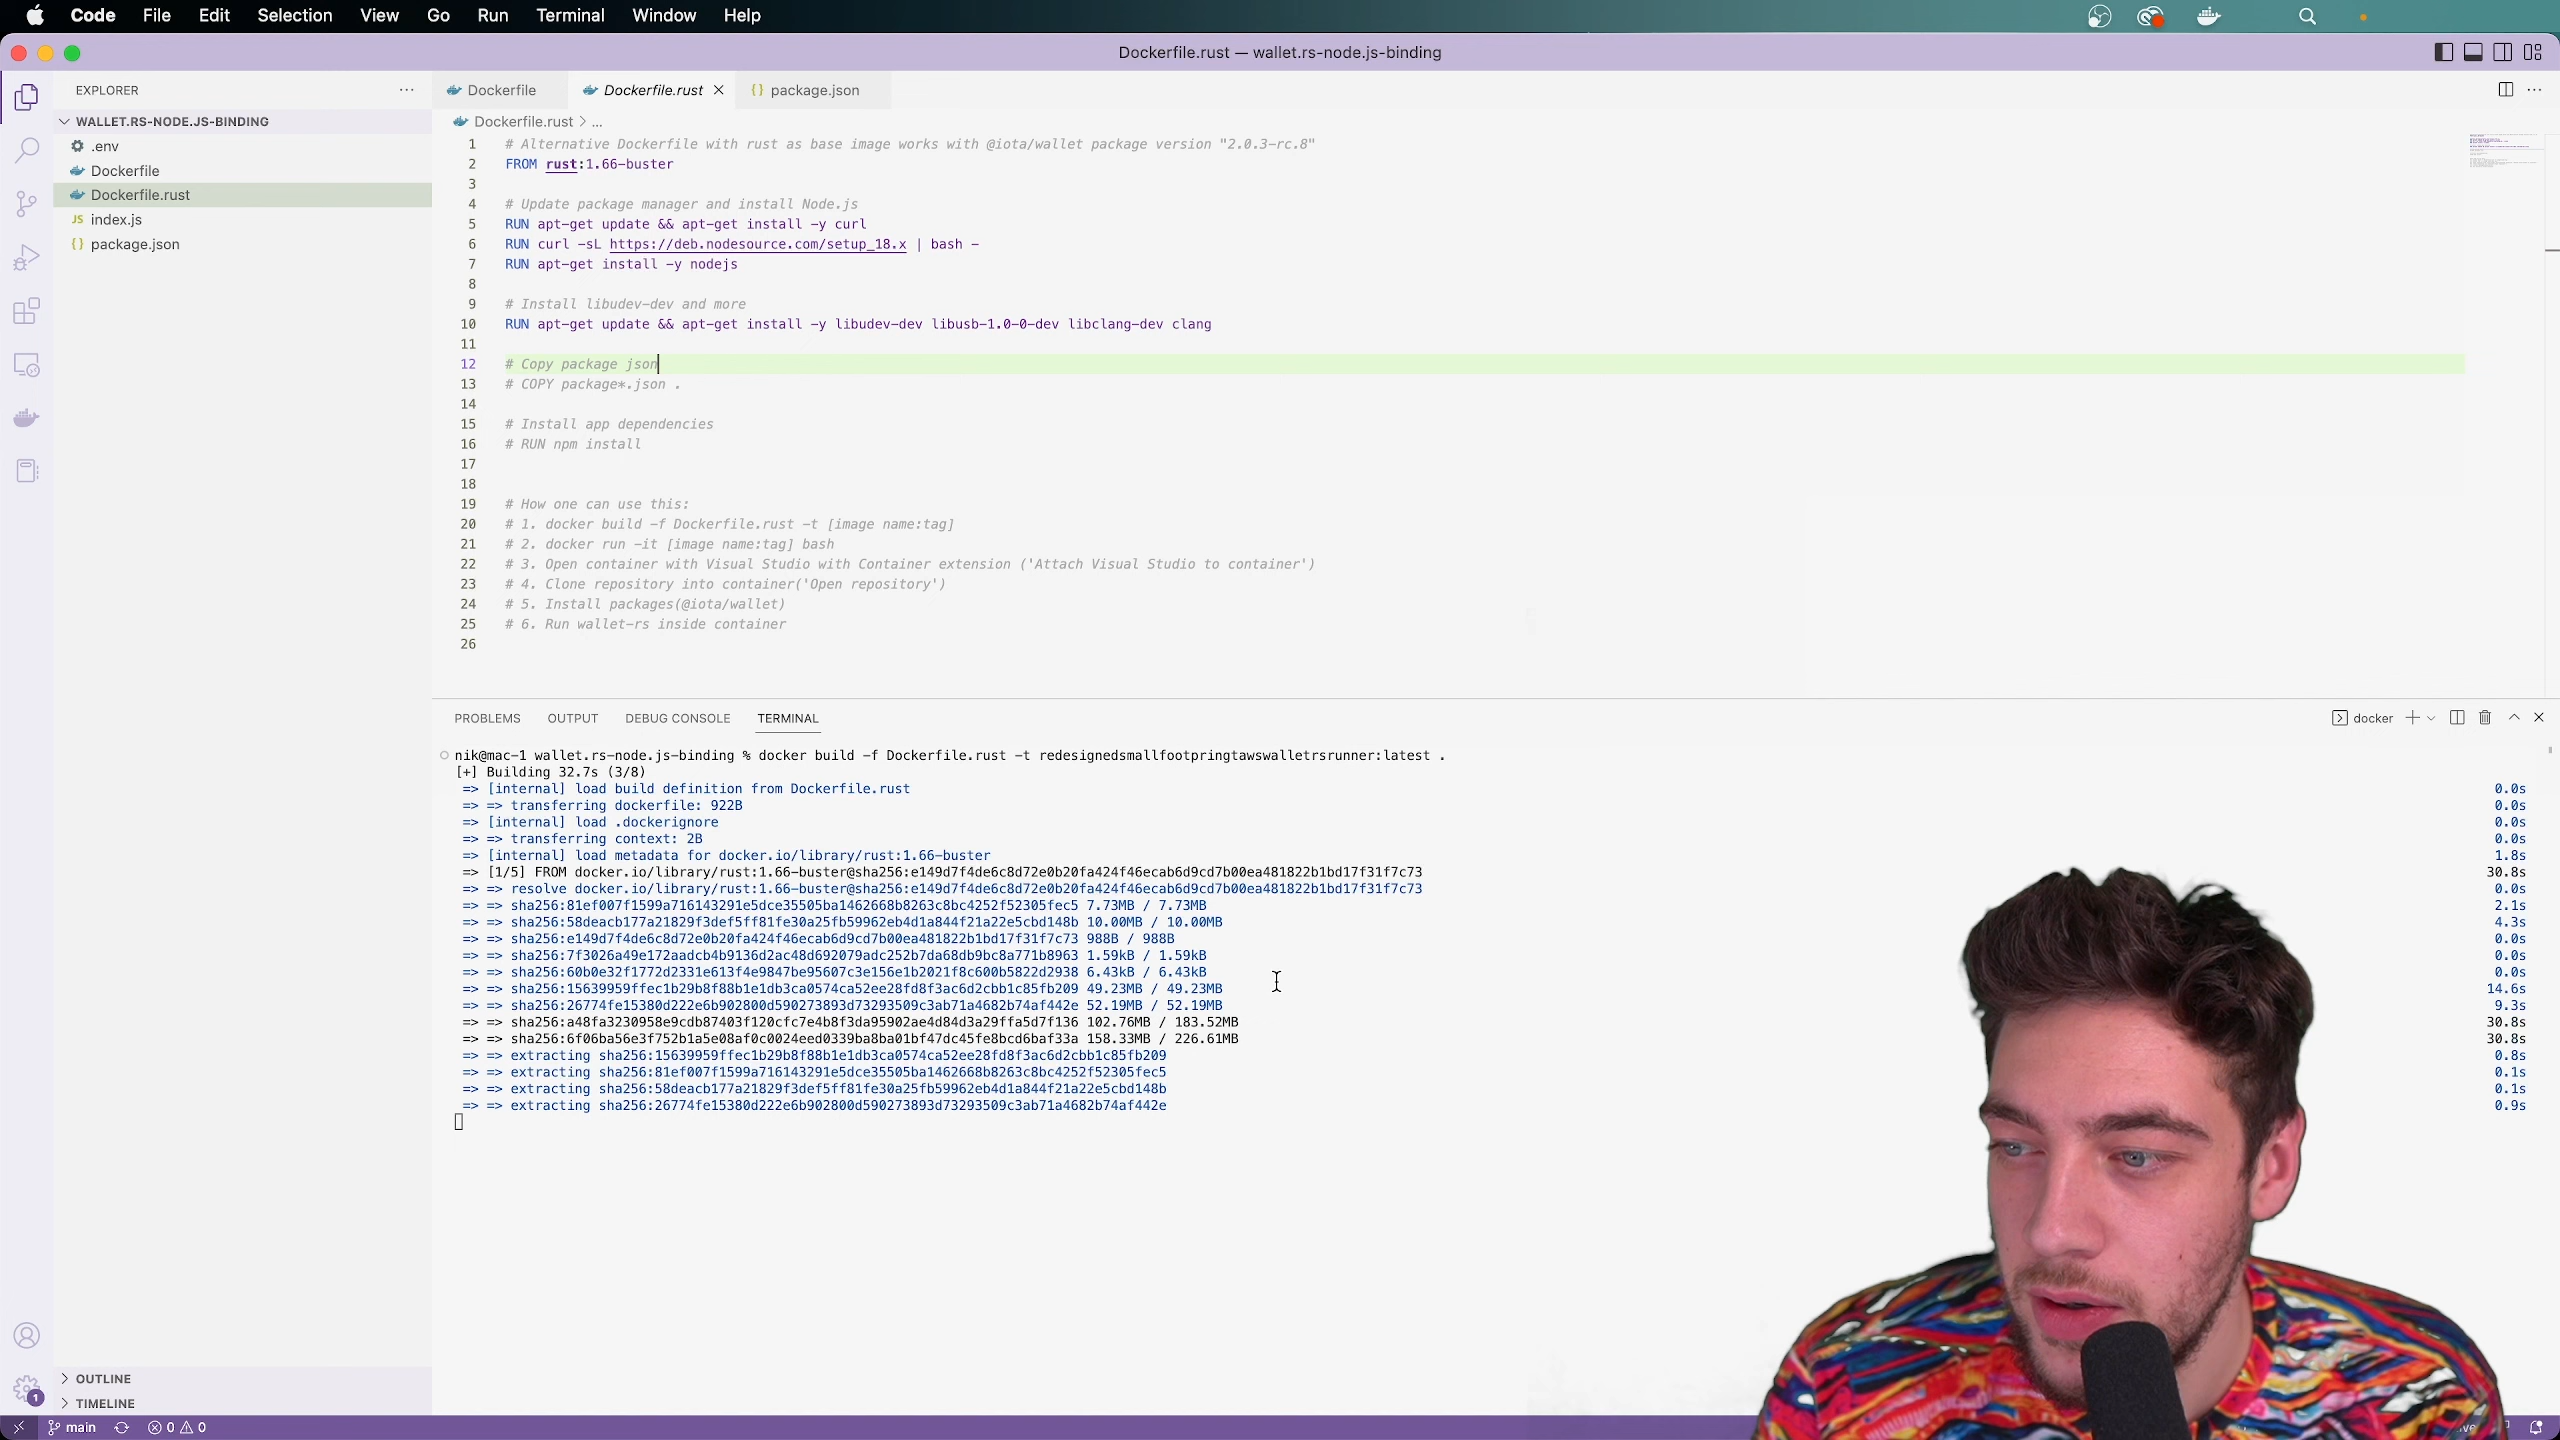 Code File Edit Selection View Go Run Terminal Window Help
Dockerfile.rust — wallet.rs-node.js-binding
EXPLORER
WALLET.RS-NODE.JS-BINDING
.env
Dockerfile
Dockerfile.rust
JS index.js
{} package.json
OUTLINE
TIMELINE
Dockerfile
Dockerfile.rust
{} package.json
Dockerfile.rust > ...
1 # Alternative Dockerfile with rust as base image works with @iota/wallet package version "2.0.3-rc.8"
2 FROM rust:1.66-buster
3
4 # Update package manager and install Node.js
5 RUN apt-get update && apt-get install -y curl
6 RUN curl -sL https://deb.nodesource.com/setup_18.x | bash -
7 RUN apt-get install -y nodejs
8
9 # Install libudev-dev and more
10 RUN apt-get update && apt-get install -y libudev-dev libusb-1.0-0-dev libclang-dev clang
11
12 # Copy package json
13 # COPY package*.json .
14
15 # Install app dependencies
16 # RUN npm install
17
18
19 # How one can use this:
20 # 1. docker build -f Dockerfile.rust -t [image name:tag]
21 # 2. docker run -it [image name:tag] bash
22 # 3. Open container with Visual Studio with Container extension ('Attach Visual Studio to container')
23 # 4. Clone repository into container('Open repository')
24 # 5. Install packages(@iota/wallet)
25 # 6. Run wallet-rs inside container
26
PROBLEMS OUTPUT DEBUG CONSOLE TERMINAL
docker
nik@mac-1 wallet.rs-node.js-binding % docker build -f Dockerfile.rust -t redesignedsmallfootpringtawswalletrsrunner:latest .
[+] Building 32.7s (3/8)
=> [internal] load build definition from Dockerfile.rust 0.0s
=> => transferring dockerfile: 922B 0.0s
=> [internal] load .dockerignore 0.0s
=> => transferring context: 2B 0.0s
=> [internal] load metadata for docker.io/library/rust:1.66-buster 1.8s
=> [1/5] FROM docker.io/library/rust:1.66-buster@sha256:e149d7f4de6c8d72e0b20fa424f46ecab6d9cd7b00ea481822b1bd17f31f7c73 30.8s
=> => resolve docker.io/library/rust:1.66-buster@sha256:e149d7f4de6c8d72e0b20fa424f46ecab6d9cd7b00ea481822b1bd17f31f7c73 0.0s
=> => sha256:81ef007f1599a716143291e5dce35505ba1462668b8263c8bc4252f52305fec5 7.73MB / 7.73MB 2.1s
=> => sha256:58deacb177a21829f3def5ff81fe30a25fb59962eb4d1a844f21a22e5cbd148b 10.00MB / 10.00MB 4.3s
=> => sha256:e149d7f4de6c8d72e0b20fa424f46ecab6d9cd7b00ea481822b1bd17f31f7c73 988B / 988B 0.0s
=> => sha256:7f3026a49e172aadcb4b9136d2ac48d692079adc252b7da68db9bc8a771b8963 1.59kB / 1.59kB 0.0s
=> => sha256:60b0e32f1772d2331e613f4e9847be95607c3e156e1b2021f8c600b5822d2938 6.43kB / 6.43kB 0.0s
=> => sha256:15639959ffec1b29b8f88b1e1db3ca0574ca52ee28fd8f3ac6d2cbb1c85fb209 49.23MB / 49.23MB 14.6s
=> => sha256:26774fe15380d222e6b902800d590273893d73293509c3ab71a4682b74af442e 52.19MB / 52.19MB 9.3s
=> => sha256:a48fa3230958e9cdb87403f120cfc7e4b8f3da95902ae4d84d3a29ffa5d7f136 102.76MB / 183.52MB 30.8s
=> => sha256:6f06ba56e3f752b1a5e08af0c0024eed0339ba8ba01bf47dc45fe8bcd6baf33a 158.33MB / 226.61MB 30.8s
=> => extracting sha256:15639959ffec1b29b8f88b1e1db3ca0574ca52ee28fd8f3ac6d2cbb1c85fb209 0.8s
=> => extracting sha256:81ef007f1599a716143291e5dce35505ba1462668b8263c8bc4252f52305fec5 0.1s
=> => extracting sha256:58deacb177a21829f3def5ff81fe30a25fb59962eb4d1a844f21a22e5cbd148b 0.1s
=> => extracting sha256:26774fe15380d222e6b902800d590273893d73293509c3ab71a4682b74af442e 0.9s
1
main 0 0